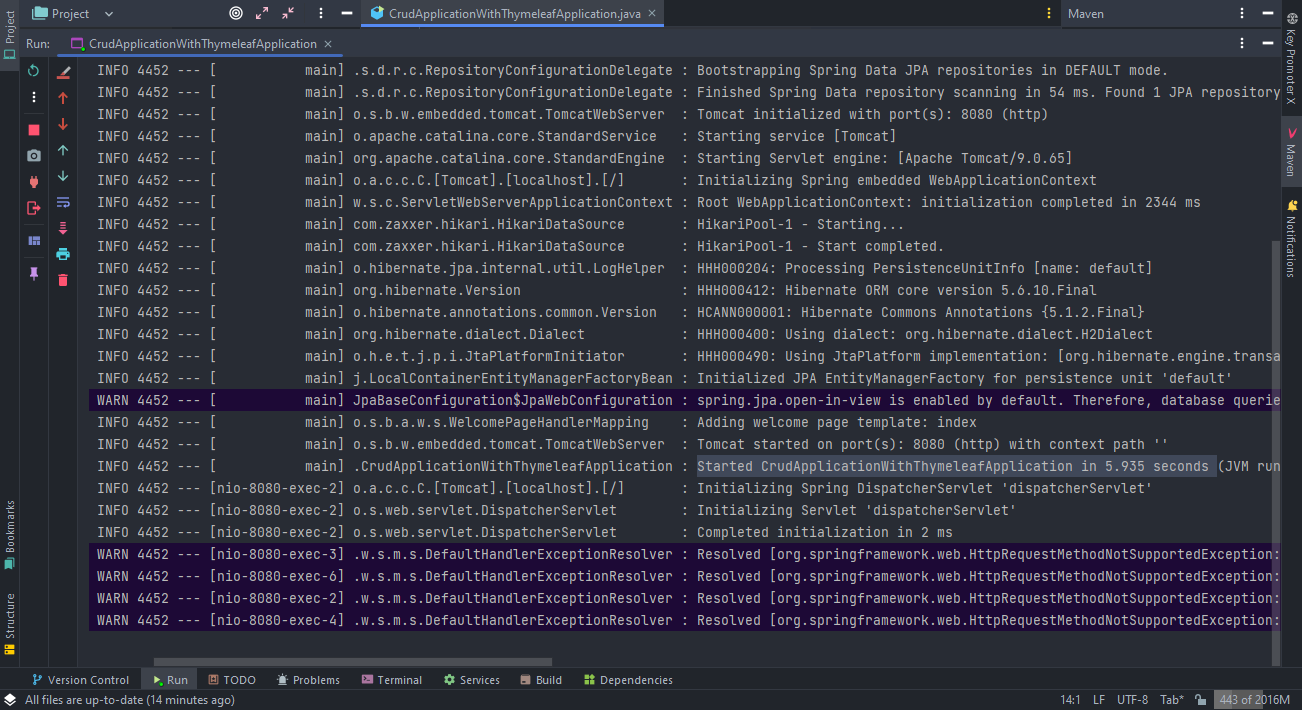 Project
CrudApplicationWithThymeleafApplication.java
Maven
Run: CrudApplicationWithThymeleafApplication
INFO 4452 --- [           main] .s.d.r.c.RepositoryConfigurationDelegate : Bootstrapping Spring Data JPA repositories in DEFAULT mode.
INFO 4452 --- [           main] .s.d.r.c.RepositoryConfigurationDelegate : Finished Spring Data repository scanning in 54 ms. Found 1 JPA repository
INFO 4452 --- [           main] o.s.b.w.embedded.tomcat.TomcatWebServer  : Tomcat initialized with port(s): 8080 (http)
INFO 4452 --- [           main] o.apache.catalina.core.StandardService   : Starting service [Tomcat]
INFO 4452 --- [           main] org.apache.catalina.core.StandardEngine  : Starting Servlet engine: [Apache Tomcat/9.0.65]
INFO 4452 --- [           main] o.a.c.c.C.[Tomcat].[localhost].[/]       : Initializing Spring embedded WebApplicationContext
INFO 4452 --- [           main] w.s.c.ServletWebServerApplicationContext : Root WebApplicationContext: initialization completed in 2344 ms
INFO 4452 --- [           main] com.zaxxer.hikari.HikariDataSource       : HikariPool-1 - Starting...
INFO 4452 --- [           main] com.zaxxer.hikari.HikariDataSource       : HikariPool-1 - Start completed.
INFO 4452 --- [           main] o.hibernate.jpa.internal.util.LogHelper  : HHH000204: Processing PersistenceUnitInfo [name: default]
INFO 4452 --- [           main] org.hibernate.Version                    : HHH000412: Hibernate ORM core version 5.6.10.Final
INFO 4452 --- [           main] o.hibernate.annotations.common.Version   : HCANN000001: Hibernate Commons Annotations {5.1.2.Final}
INFO 4452 --- [           main] org.hibernate.dialect.Dialect            : HHH000400: Using dialect: org.hibernate.dialect.H2Dialect
INFO 4452 --- [           main] o.h.e.t.j.p.i.JtaPlatformInitiator       : HHH000490: Using JtaPlatform implementation: [org.hibernate.engine.transa
INFO 4452 --- [           main] j.LocalContainerEntityManagerFactoryBean : Initialized JPA EntityManagerFactory for persistence unit 'default'
WARN 4452 --- [           main] JpaBaseConfiguration$JpaWebConfiguration : spring.jpa.open-in-view is enabled by default. Therefore, database querie
INFO 4452 --- [           main] o.s.b.a.w.s.WelcomePageHandlerMapping    : Adding welcome page template: index
INFO 4452 --- [           main] o.s.b.w.embedded.tomcat.TomcatWebServer  : Tomcat started on port(s): 8080 (http) with context path ''
INFO 4452 --- [           main] .CrudApplicationWithThymeleafApplication : Started CrudApplicationWithThymeleafApplication in 5.935 seconds (JVM run
INFO 4452 --- [nio-8080-exec-2] o.a.c.c.C.[Tomcat].[localhost].[/]       : Initializing Spring DispatcherServlet 'dispatcherServlet'
INFO 4452 --- [nio-8080-exec-2] o.s.web.servlet.DispatcherServlet        : Initializing Servlet 'dispatcherServlet'
INFO 4452 --- [nio-8080-exec-2] o.s.web.servlet.DispatcherServlet        : Completed initialization in 2 ms
WARN 4452 --- [nio-8080-exec-3] .w.s.m.s.DefaultHandlerExceptionResolver : Resolved [org.springframework.web.HttpRequestMethodNotSupportedException:
WARN 4452 --- [nio-8080-exec-6] .w.s.m.s.DefaultHandlerExceptionResolver : Resolved [org.springframework.web.HttpRequestMethodNotSupportedException:
WARN 4452 --- [nio-8080-exec-2] .w.s.m.s.DefaultHandlerExceptionResolver : Resolved [org.springframework.web.HttpRequestMethodNotSupportedException:
WARN 4452 --- [nio-8080-exec-4] .w.s.m.s.DefaultHandlerExceptionResolver : Resolved [org.springframework.web.HttpRequestMethodNotSupportedException:
Project
Bookmarks
Structure
Key Promoter X
Maven
Notifications
Version Control Run TODO Problems Terminal Services Build Dependencies
All files are up-to-date (14 minutes ago) 14:1 LF UTF-8 Tab* 443 of 2016M